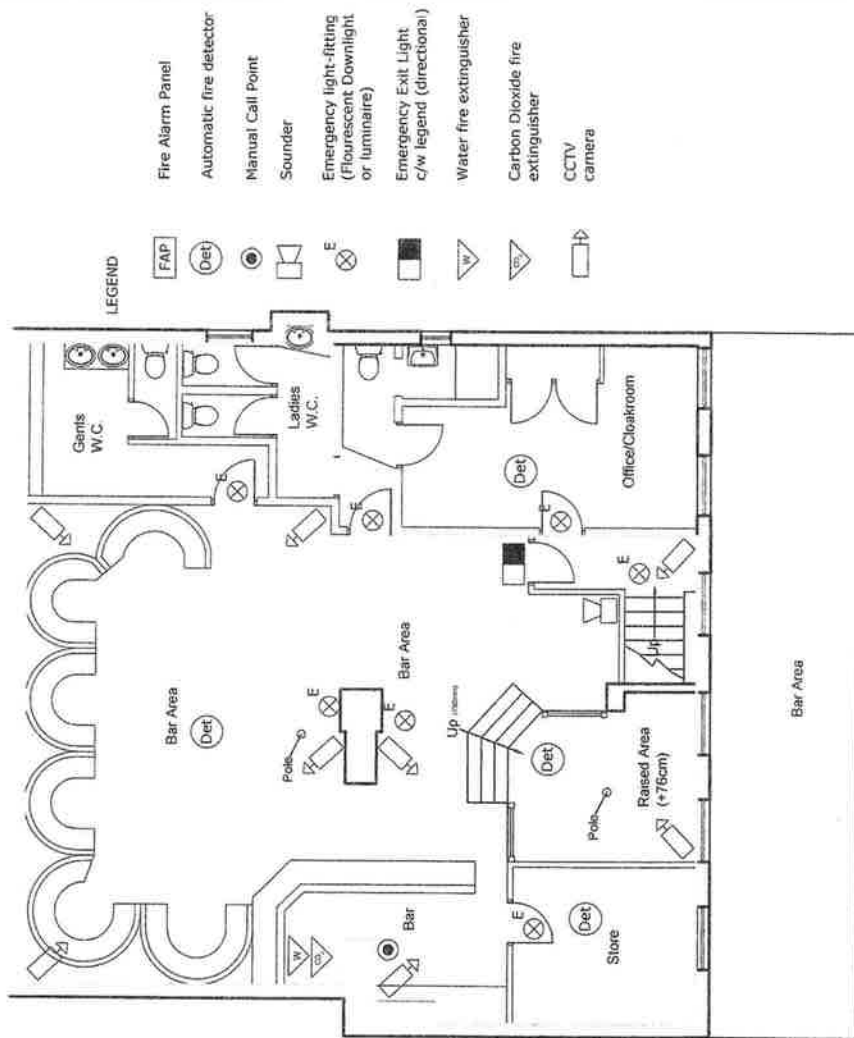 LEGEND
FAP
Fire Alarm Panel
Det
Automatic fire detector
Manual Call Point
Sounder
E
Emergency light-fitting
(Flourescent Downlight
or luminaire)
Emergency Exit Light
c/w legend (directional)
W
Water fire extinguisher
CO2
Carbon Dioxide fire
extinguisher
CCTV
camera
Gents
W.C.
E
Ladies
W.C.
E
Det
Office/Cloakroom
E
E
E
Up
Bar Area
Det
Pole
E
E
Bar Area
Up
Det
Pole
Raised Area
(+76cm)
W
CO2
Bar
E
Det
Store
Bar Area